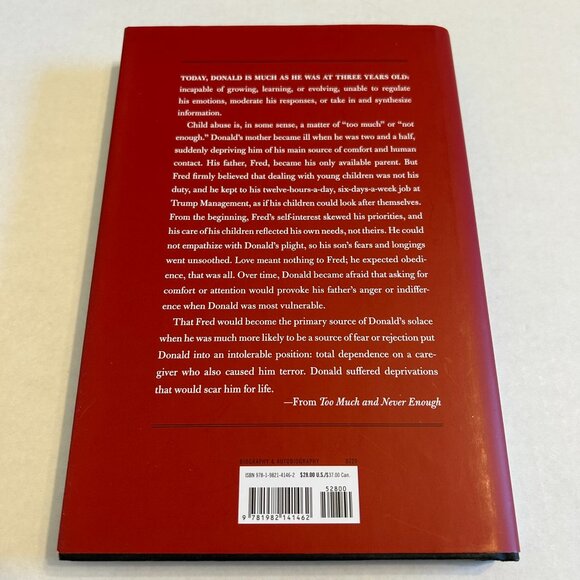 TODAY, DONALD IS MUCH AS HE WAS AT THREE YEARS OLD:
incapable of growing, learning, or evolving, unable to regulate
his emotions, moderate his responses, or take in and synthesize
information.
Child abuse is, in some sense, a matter of “too much” or “not
enough.” Donald’s mother became ill when he was two and a half,
suddenly depriving him of his main source of comfort and human
contact. His father, Fred, became his only available parent. But
Fred firmly believed that dealing with young children was not his
duty, and he kept to his twelve-hours-a-day, six-days-a-week job at
Trump Management, as if his children could look after themselves.
From the beginning, Fred’s self-interest skewed his priorities, and
his care of his children reflected his own needs, not theirs. He could
not empathize with Donald’s plight, so his son’s fears and longings
went unsoothed. Love meant nothing to Fred; he expected obedi-
ence, that was all. Over time, Donald became afraid that asking for
comfort or attention would provoke his father’s anger or indiffer-
ence when Donald was most vulnerable.
That Fred would become the primary source of Donald’s solace
when he was much more likely to be a source of fear or rejection put
Donald into an intolerable position: total dependence on a care-
giver who also caused him terror. Donald suffered deprivations
that would scar him for life.
—From Too Much and Never Enough
BIOGRAPHY & AUTOBIOGRAPHY
ISBN 978-1-9821-4146-2 $28.00 U.S./$37.00 Can.
52800
9 781982 141462